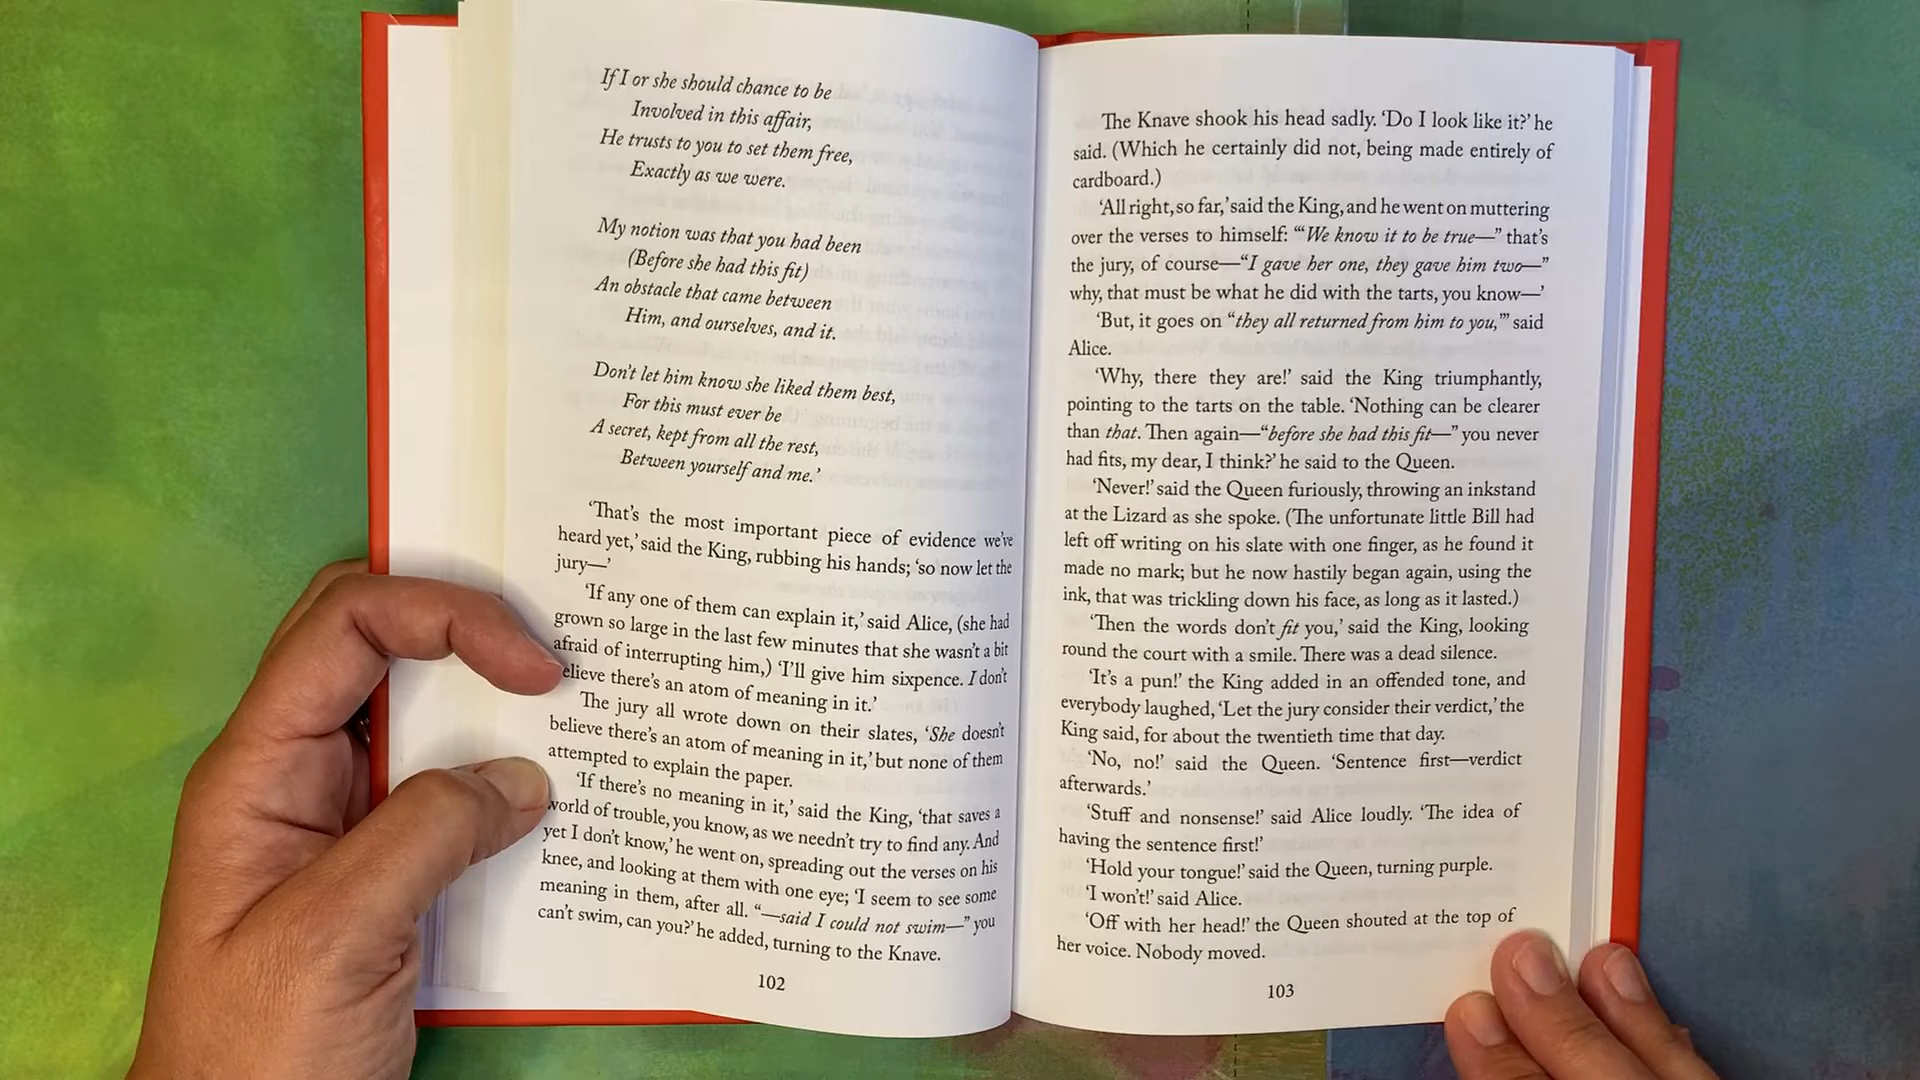 If I or she should chance to be
Involved in this affair,
He trusts to you to set them free,
Exactly as we were.
My notion was that you had been
(Before she had this fit)
An obstacle that came between
Him, and ourselves, and it.
Don't let him know she liked them best,
For this must ever be
A secret, kept from all the rest,
Between yourself and me.'
'That's the most important piece of evidence we've
heard yet,' said the King, rubbing his hands; 'so now let the
jury—'
'If any one of them can explain it,' said Alice, (she had
grown so large in the last few minutes that she wasn't a bit
afraid of interrupting him,) 'I'll give him sixpence. I don't
elieve there's an atom of meaning in it.'
The jury all wrote down on their slates, 'She doesn't
believe there's an atom of meaning in it,' but none of them
attempted to explain the paper.
'If there's no meaning in it,' said the King, 'that saves a
world of trouble, you know, as we needn't try to find any. And
yet I don't know,' he went on, spreading out the verses on his
knee, and looking at them with one eye; 'I seem to see some
meaning in them, after all. "—said I could not swim—" you
can't swim, can you?' he added, turning to the Knave.
102
The Knave shook his head sadly. 'Do I look like it?' he
said. (Which he certainly did not, being made entirely of
cardboard.)
'All right, so far,' said the King, and he went on muttering
over the verses to himself: '"We know it to be true—" that's
the jury, of course—"I gave her one, they gave him two—"
why, that must be what he did with the tarts, you know—'
'But, it goes on "they all returned from him to you,"' said
Alice.
'Why, there they are!' said the King triumphantly,
pointing to the tarts on the table. 'Nothing can be clearer
than that. Then again—"before she had this fit—" you never
had fits, my dear, I think?' he said to the Queen.
'Never!' said the Queen furiously, throwing an inkstand
at the Lizard as she spoke. (The unfortunate little Bill had
left off writing on his slate with one finger, as he found it
made no mark; but he now hastily began again, using the
ink, that was trickling down his face, as long as it lasted.)
'Then the words don't fit you,' said the King, looking
round the court with a smile. There was a dead silence.
'It's a pun!' the King added in an offended tone, and
everybody laughed, 'Let the jury consider their verdict,' the
King said, for about the twentieth time that day.
'No, no!' said the Queen. 'Sentence first—verdict
afterwards.'
'Stuff and nonsense!' said Alice loudly. 'The idea of
having the sentence first!'
'Hold your tongue!' said the Queen, turning purple.
'I won't!' said Alice.
'Off with her head!' the Queen shouted at the top of
her voice. Nobody moved.
103